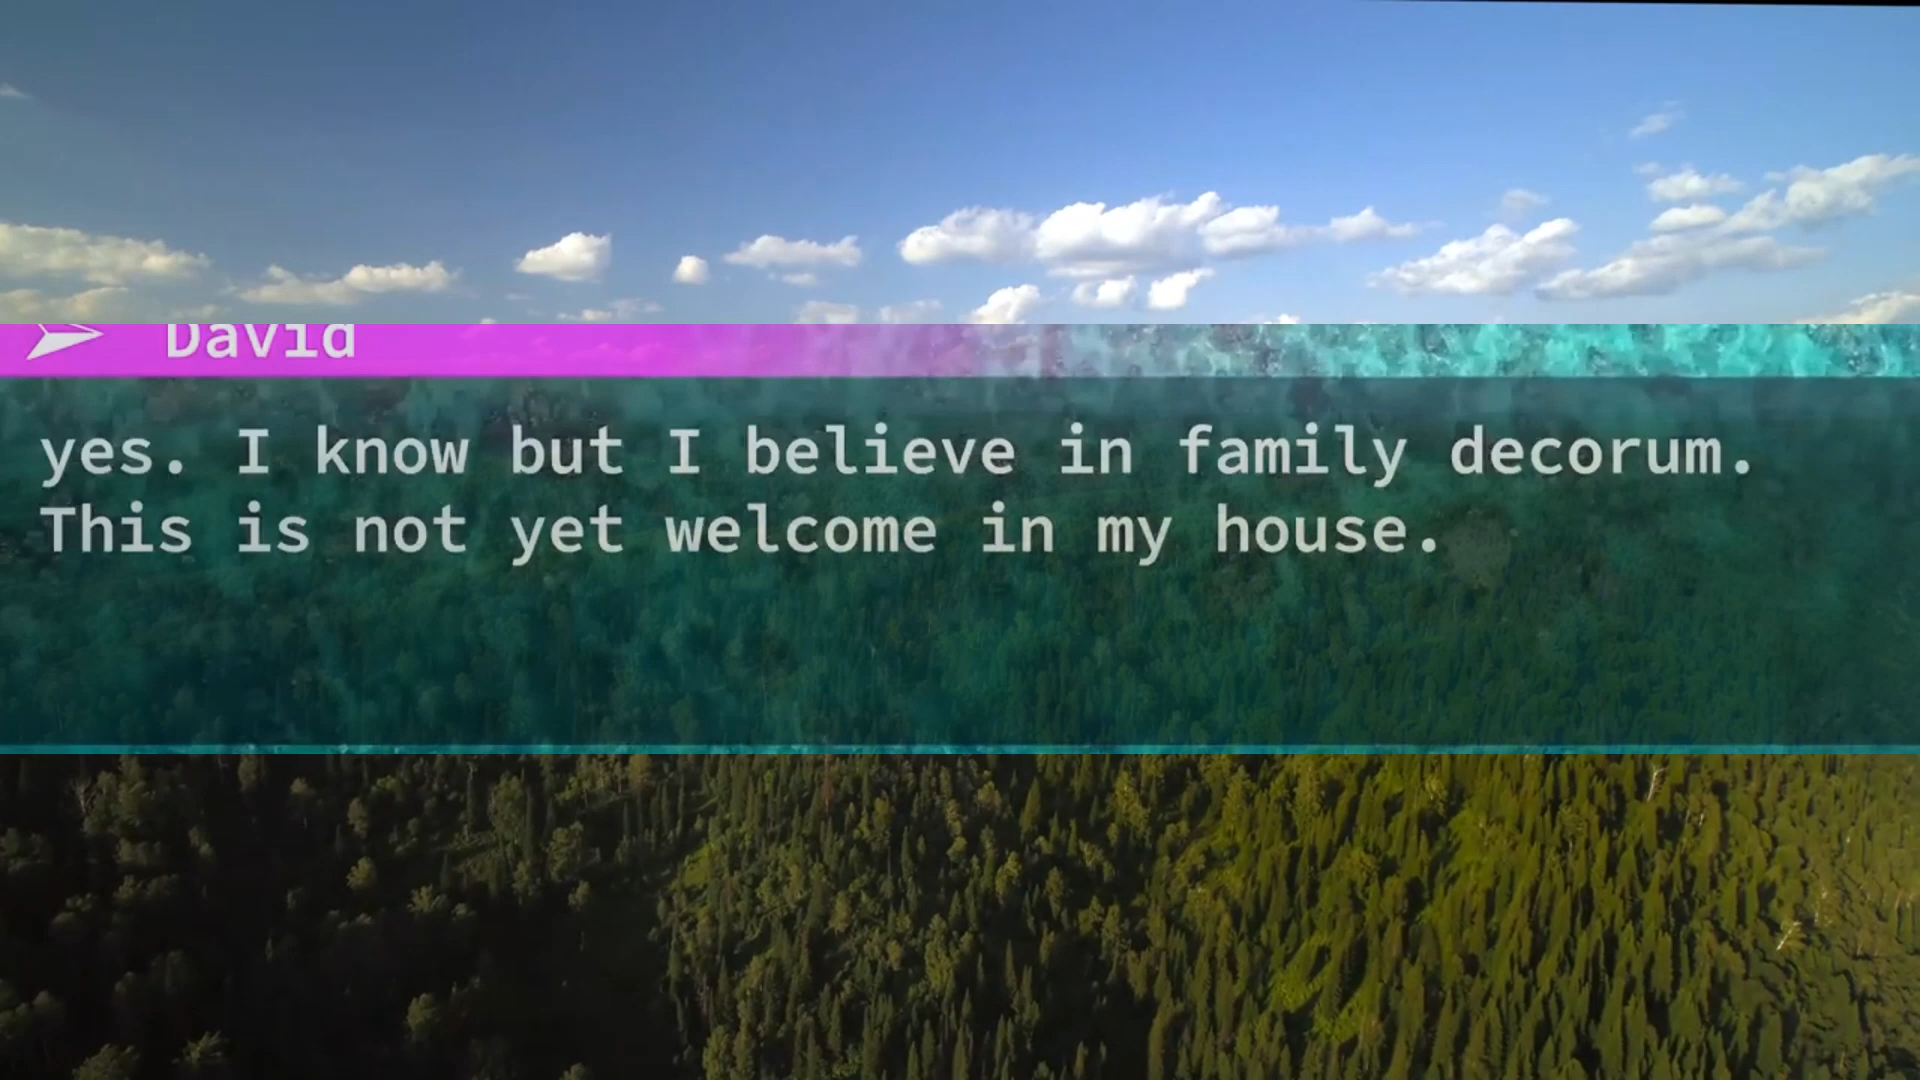 David
yes. I know but I believe in family decorum.
This is not yet welcome in my house.